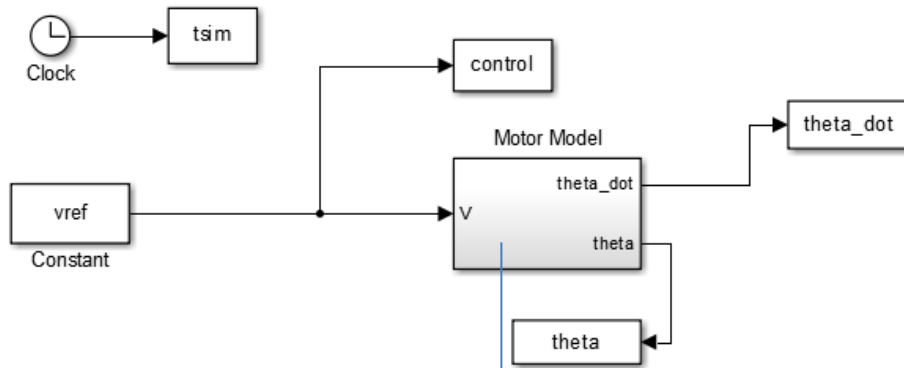 tsim
Clock
control
Motor Model
theta_dot
theta_dot
vref
V
theta
Constant
theta